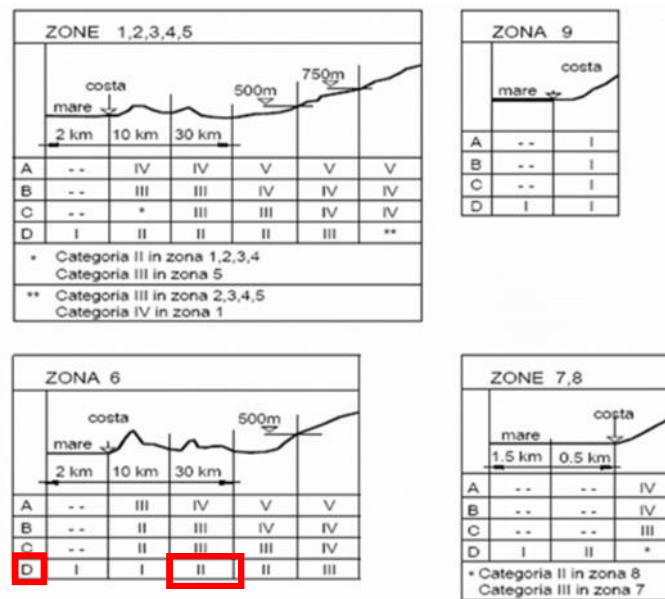 ZONE 1,2,3,4,5
costa
mare
500m
750m
2 km 10 km 30 km
A -- IV IV V V V
B -- III III IV IV IV
C -- * III III IV IV
D I II II II III **
* Categoria II in zona 1,2,3,4
Categoria III in zona 5
** Categoria III in zona 2,3,4,5
Categoria IV in zona 1
ZONA 9
costa
mare
A -- I
B -- I
C -- I
D I I
ZONA 6
costa
mare
500m
2 km 10 km 30 km
A -- III IV V V
B -- II III IV IV
C -- II III III IV
D I I II II III
ZONE 7,8
costa
mare
1.5 km 0.5 km
A -- -- IV
B -- -- IV
C -- -- III
D I II *
* Categoria II in zona 8
Categoria III in zona 7